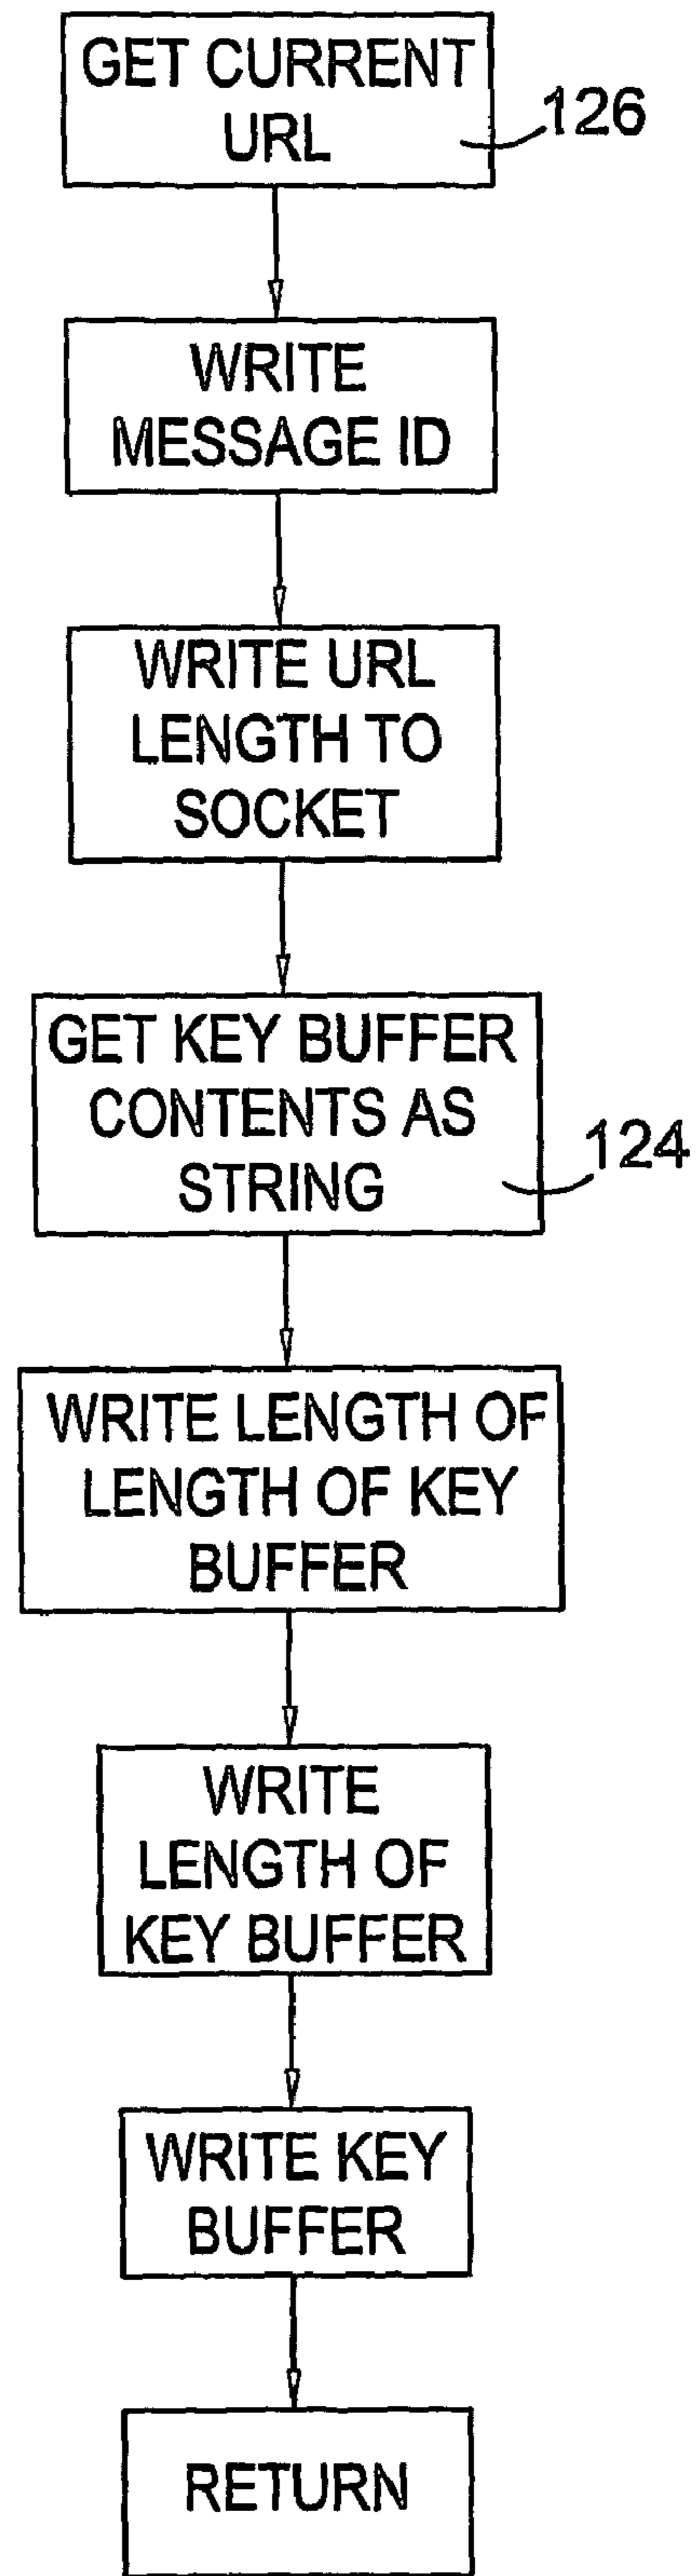 GET CURRENT
URL
126
WRITE
MESSAGE ID
WRITE URL
LENGTH TO
SOCKET
GET KEY BUFFER
CONTENTS AS
STRING
124
WRITE LENGTH OF
LENGTH OF KEY
BUFFER
WRITE
LENGTH OF
KEY BUFFER
WRITE KEY
BUFFER
RETURN